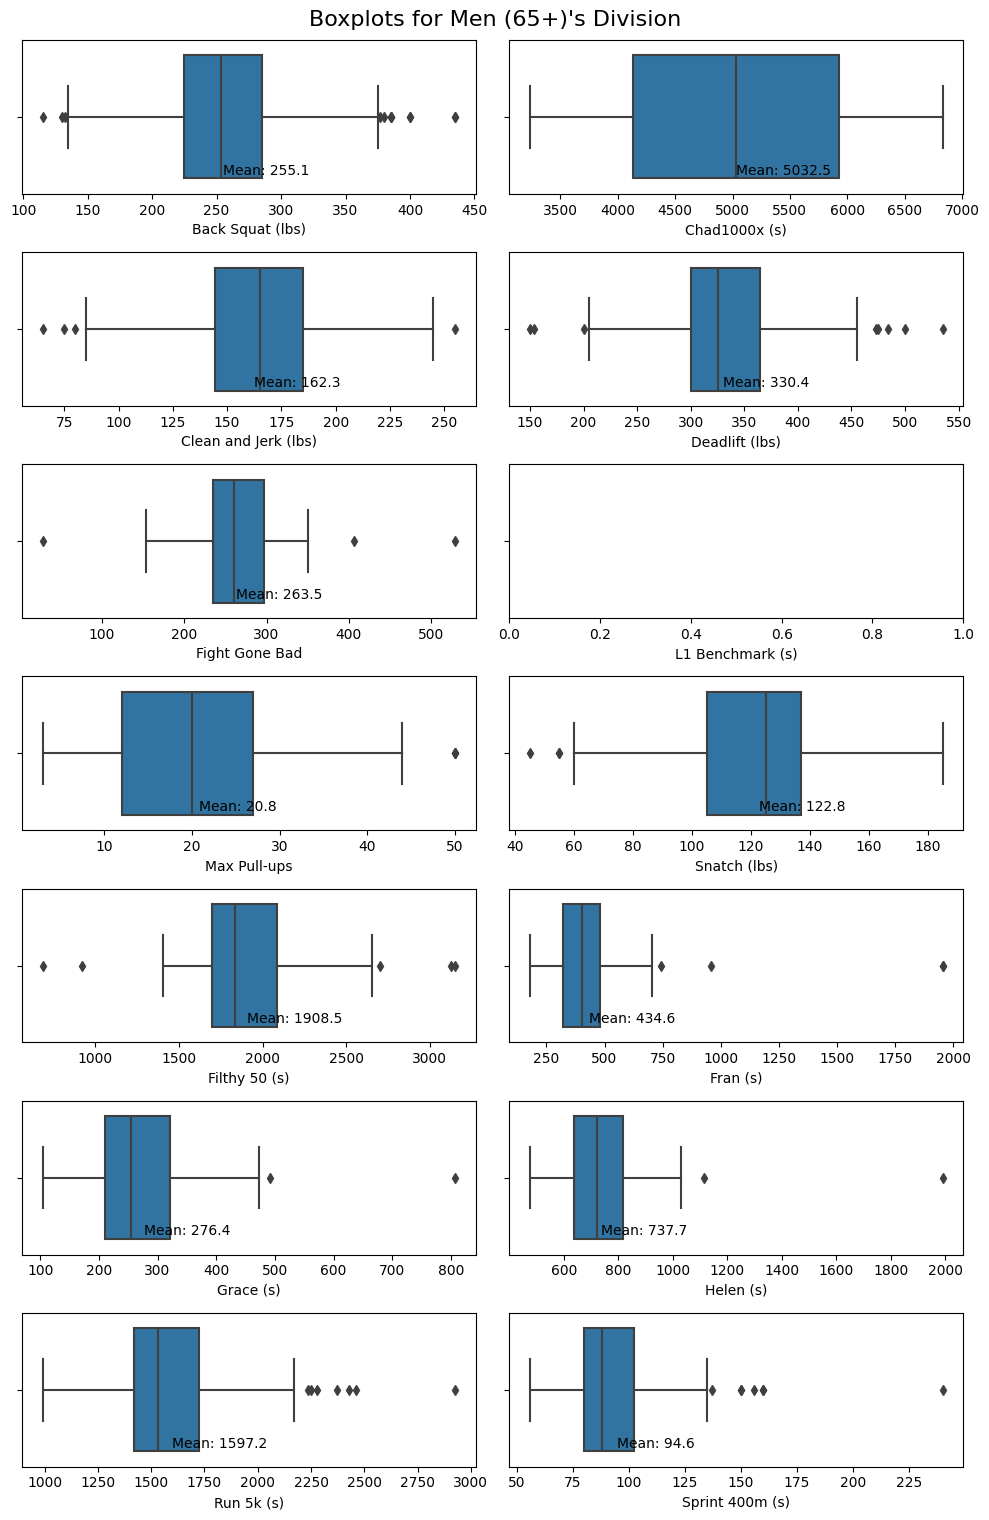 Boxplots for Men (65+)'s Division
Mean: 255.1
100 150 200 250 300 350 400 450
Back Squat (lbs)
Mean: 5032.5
3500 4000 4500 5000 5500 6000 6500 7000
Chad1000x (s)
Mean: 162.3
75 100 125 150 175 200 225 250
Clean and Jerk (lbs)
Mean: 330.4
150 200 250 300 350 400 450 500 550
Deadlift (lbs)
Mean: 263.5
100 200 300 400 500
Fight Gone Bad
0.0 0.2 0.4 0.6 0.8 1.0
L1 Benchmark (s)
Mean: 20.8
10 20 30 40 50
Max Pull-ups
Mean: 122.8
40 60 80 100 120 140 160 180
Snatch (lbs)
Mean: 1908.5
1000 1500 2000 2500 3000
Filthy 50 (s)
Mean: 434.6
250 500 750 1000 1250 1500 1750 2000
Fran (s)
Mean: 276.4
100 200 300 400 500 600 700 800
Grace (s)
Mean: 737.7
600 800 1000 1200 1400 1600 1800 2000
Helen (s)
Mean: 1597.2
1000 1250 1500 1750 2000 2250 2500 2750 3000
Run 5k (s)
Mean: 94.6
50 75 100 125 150 175 200 225
Sprint 400m (s)